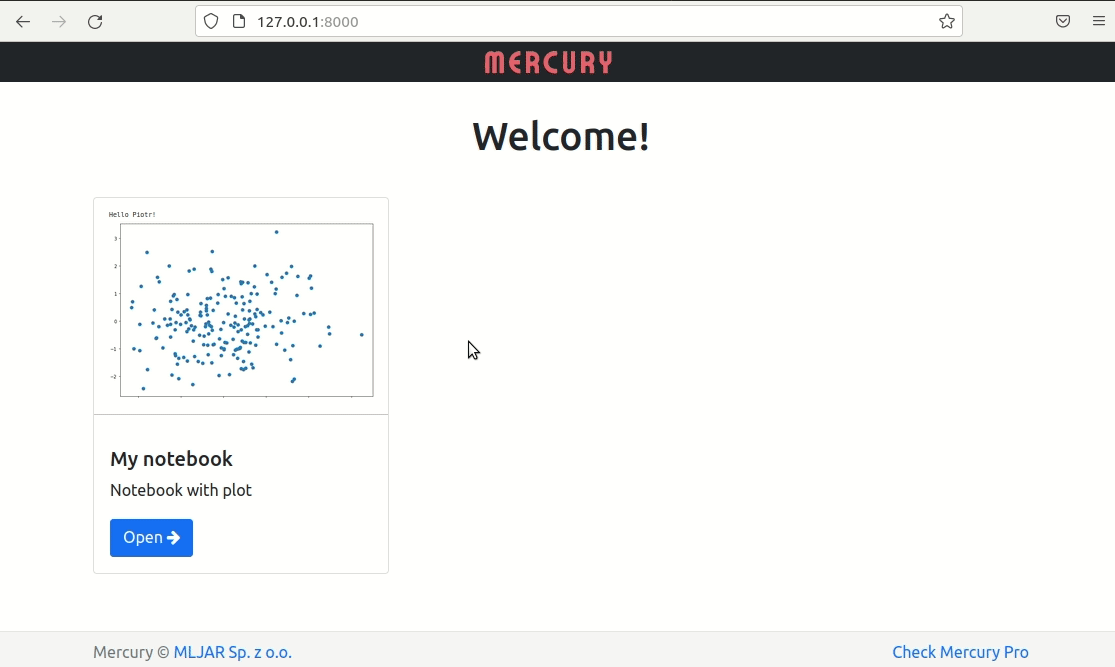 127.0.0.1:8000
MERCURY
Welcome!
Hello Piotr!
3
2
1
0
−1
−2
My notebook
Notebook with plot
Open
Mercury © MLJAR Sp. z o.o.
Check Mercury Pro